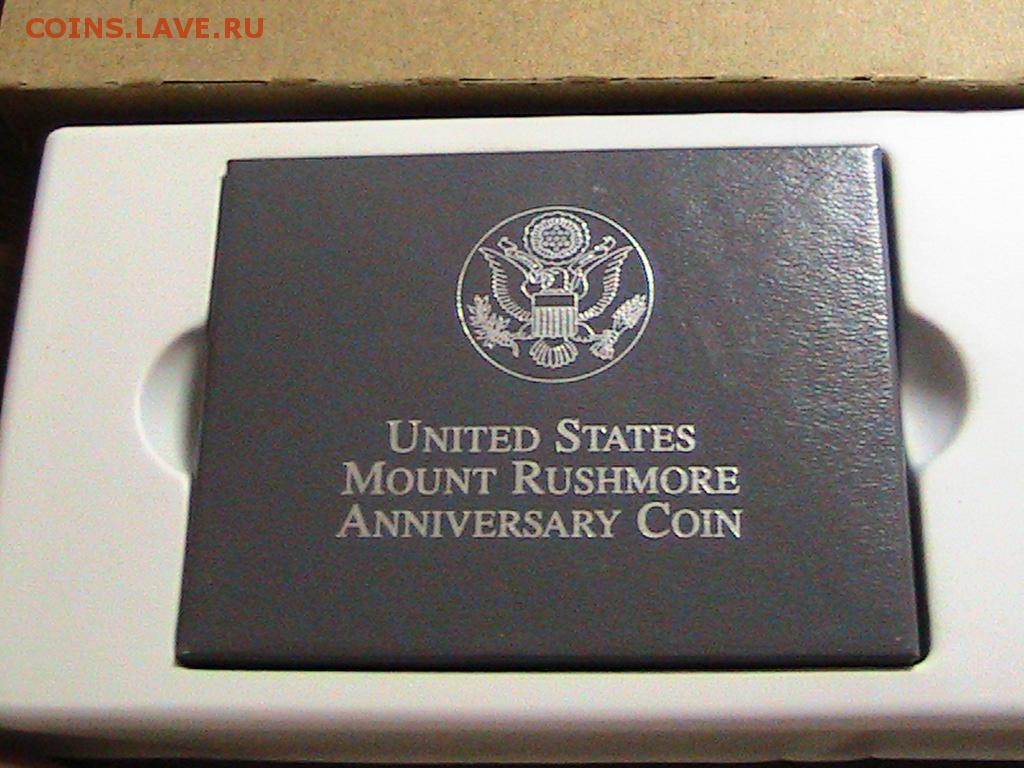 COINS.LAVE.RU
UNITED STATES
MOUNT RUSHMORE
ANNIVERSARY COIN